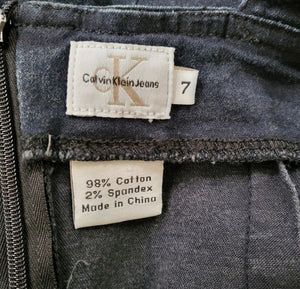 CK
Calvin Klein Jeans
7
98% Cotton
2% Spandex
Made in China